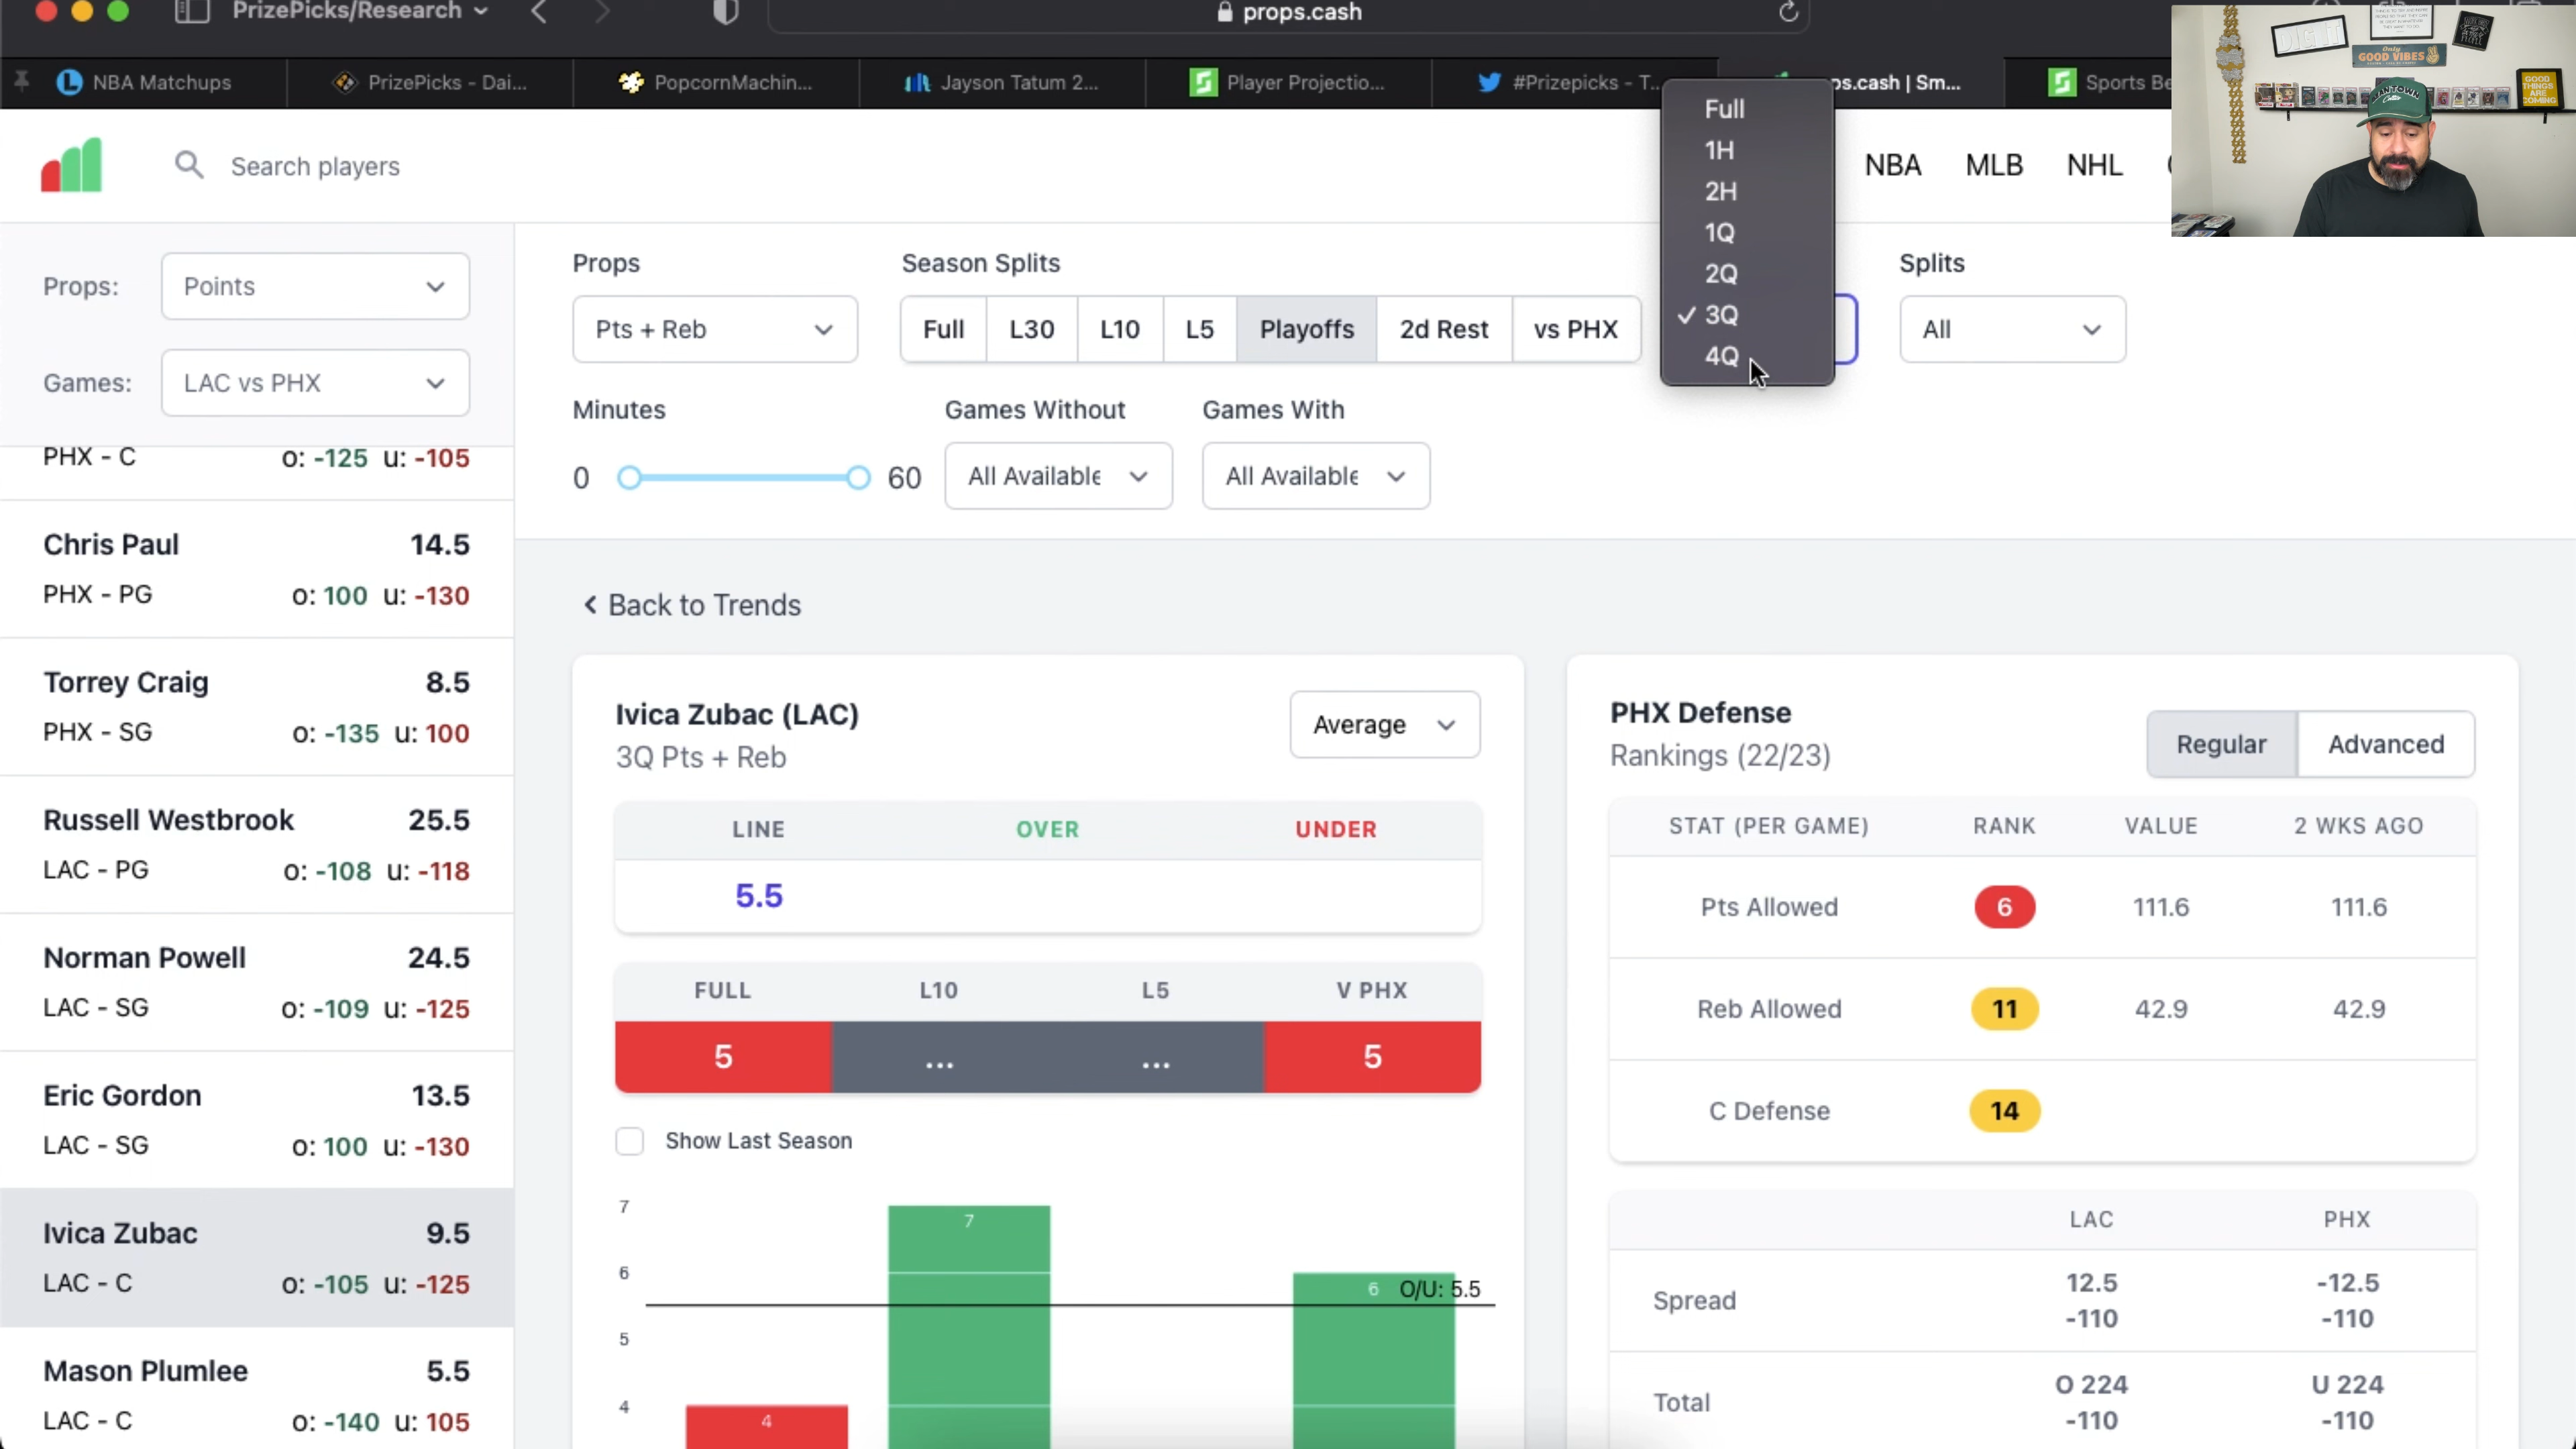 PrizePicks/Research
props.cash
NBA Matchups
PrizePicks - Dai...
PopcornMachin...
Jayson Tatum 2...
Player Projectio...
#Prizepicks - T...
ps.cash | Sm...
Sports Be
DIG IT
Only
GOOD VIBES
GOOD
THINGS
ARE
COMING
Search players
NBA
MLB
NHL
Full
1H
2H
1Q
2Q
✓ 3Q
4Q
Props:
Points
Games:
LAC vs PHX
Props
Pts + Reb
Season Splits
Full
L30
L10
L5
Playoffs
2d Rest
vs PHX
Splits
All
Minutes
0
60
Games Without
All Available
Games With
All Available
PHX - C o: -125 u: -105
Chris Paul 14.5
PHX - PG o: 100 u: -130
Torrey Craig 8.5
PHX - SG o: -135 u: 100
Russell Westbrook 25.5
LAC - PG o: -108 u: -118
Norman Powell 24.5
LAC - SG o: -109 u: -125
Eric Gordon 13.5
LAC - SG o: 100 u: -130
Ivica Zubac 9.5
LAC - C o: -105 u: -125
Mason Plumlee 5.5
LAC - C o: -140 u: 105
Back to Trends
Ivica Zubac (LAC)
3Q Pts + Reb
Average
LINE OVER UNDER
5.5
FULL L10 L5 V PHX
5 ... ... 5
Show Last Season
7
6
5
4
4
7
6
O/U: 5.5
PHX Defense
Rankings (22/23)
Regular
Advanced
STAT (PER GAME) RANK VALUE 2 WKS AGO
Pts Allowed 6 111.6 111.6
Reb Allowed 11 42.9 42.9
C Defense 14
LAC PHX
Spread
12.5 -12.5
-110 -110
Total
O 224 U 224
-110 -110